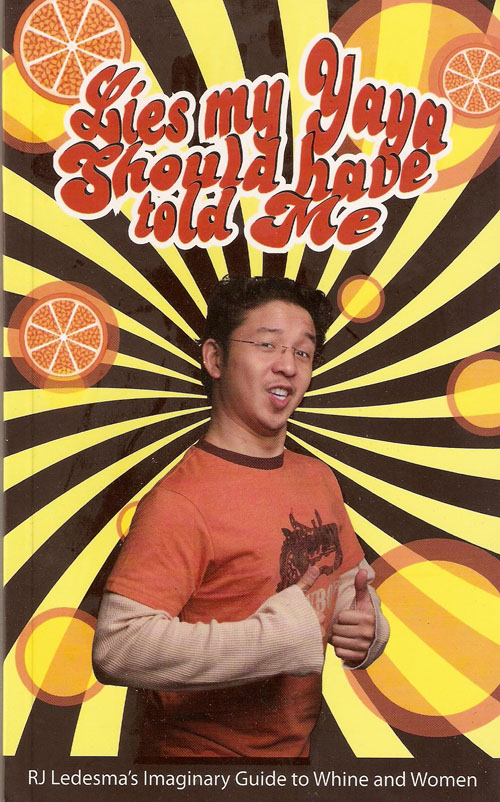 Lies my Yaya
Should have
told Me
RJ Ledesma's Imaginary Guide to Whine and Women